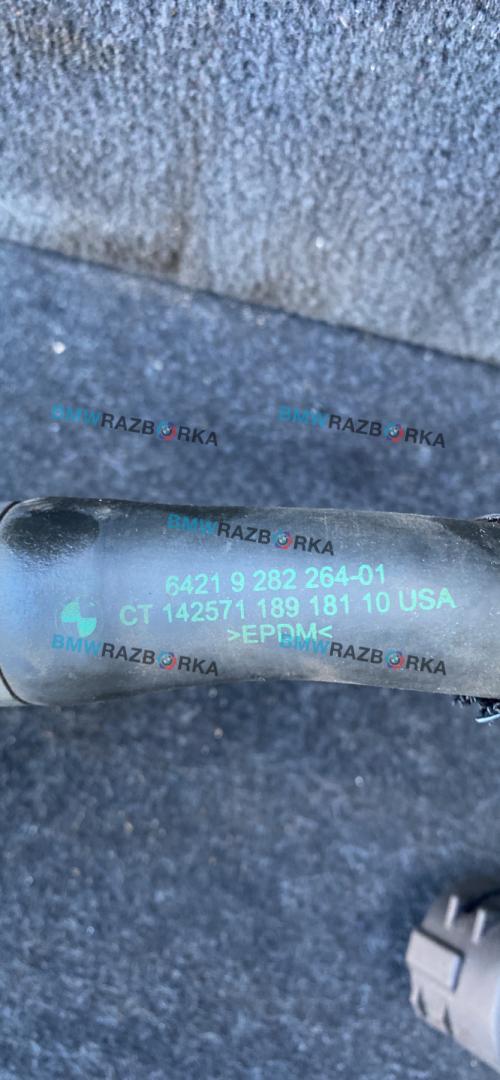 BMWRAZBORKA BMWRAZBORKA
BMWRAZBORKA
6421 9 282 264-01
CT 142571 189 181 10 USA
>EPDM<
BMWRAZBORKA BMWRAZBORKA